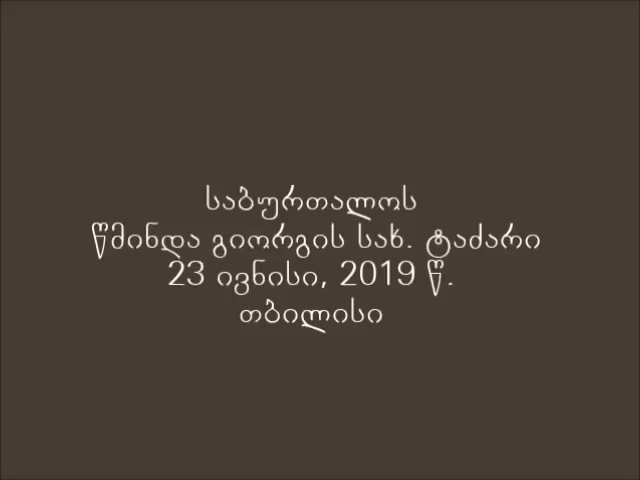 საბურთალოს
წმინდა გიორგის სახ. ტაძარი
23 ივნისი, 2019 წ.
თბილისი